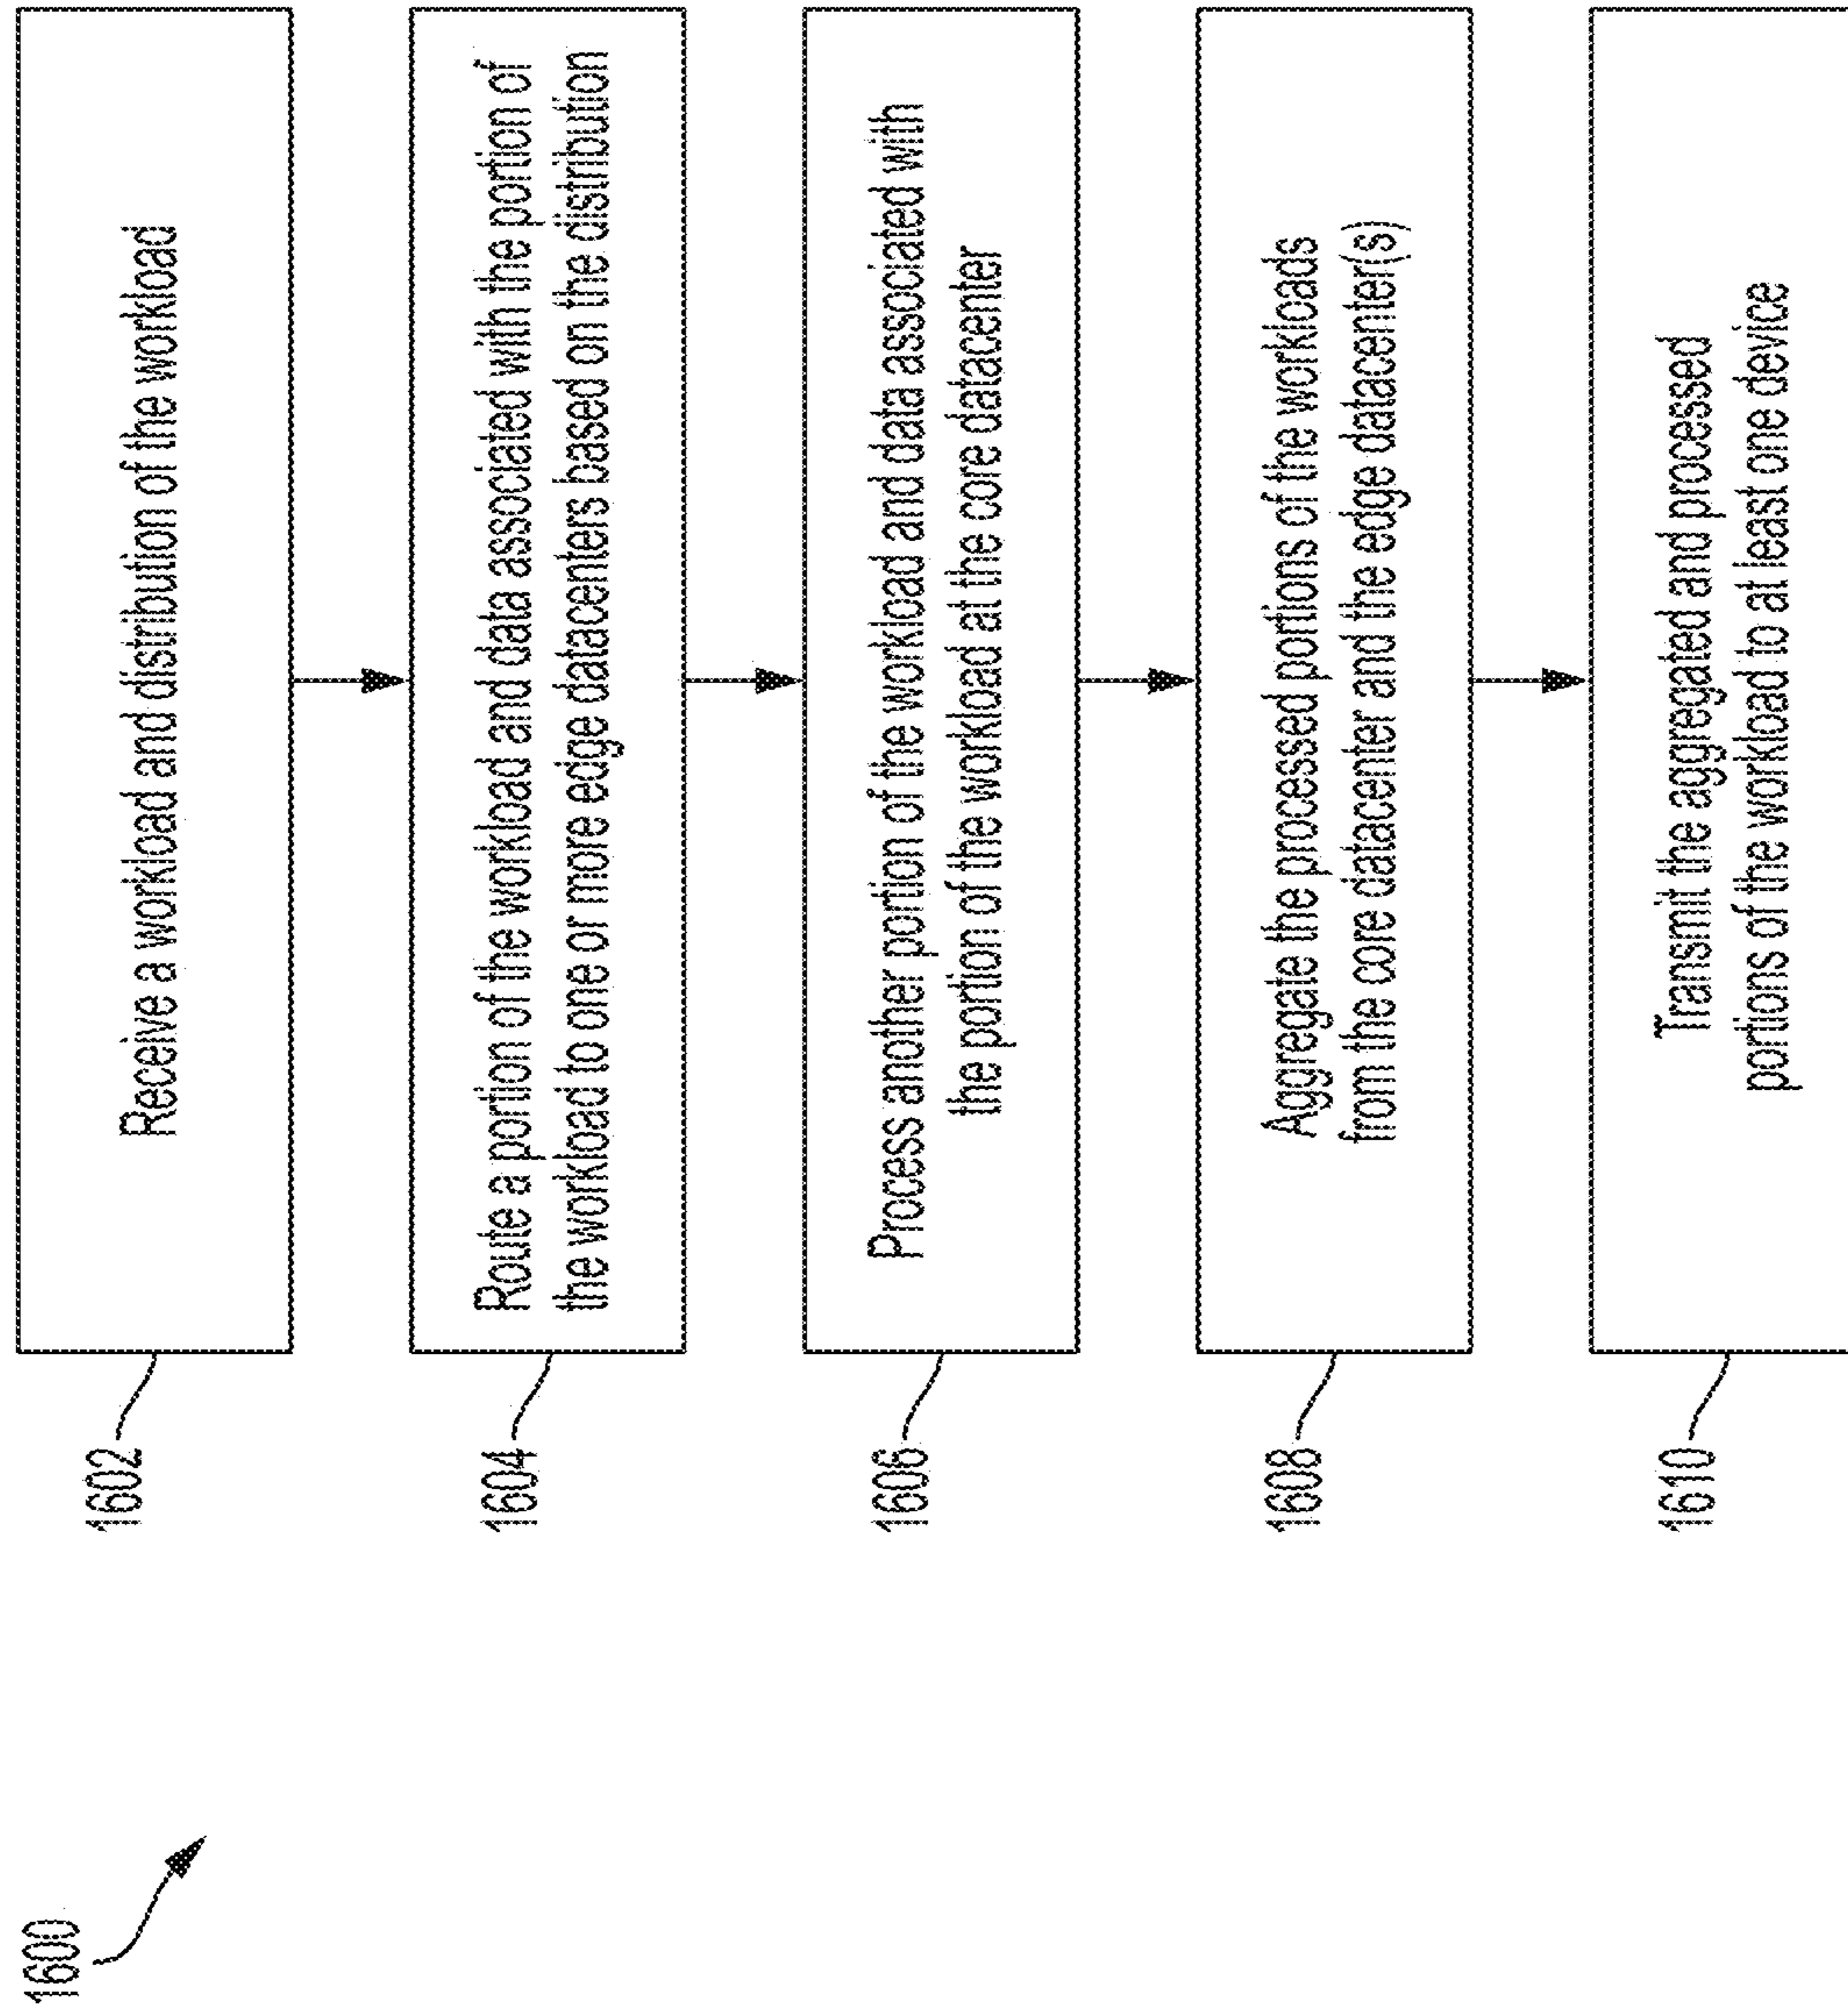 1600
1602
Receive a workload and distribution of the workload
1604
Route a portion of the workload and data associated with the portion of
the workload to one or more edge datacenters based on the distribution
1606
Process another portion of the workload and data associated with
the portion of the workload at the core datacenter
1608
Aggregate the processed portions of the workloads
from the core datacenter and the edge datacenter(s)
1610
Transmit the aggregated and processed
portions of the workload to at least one device